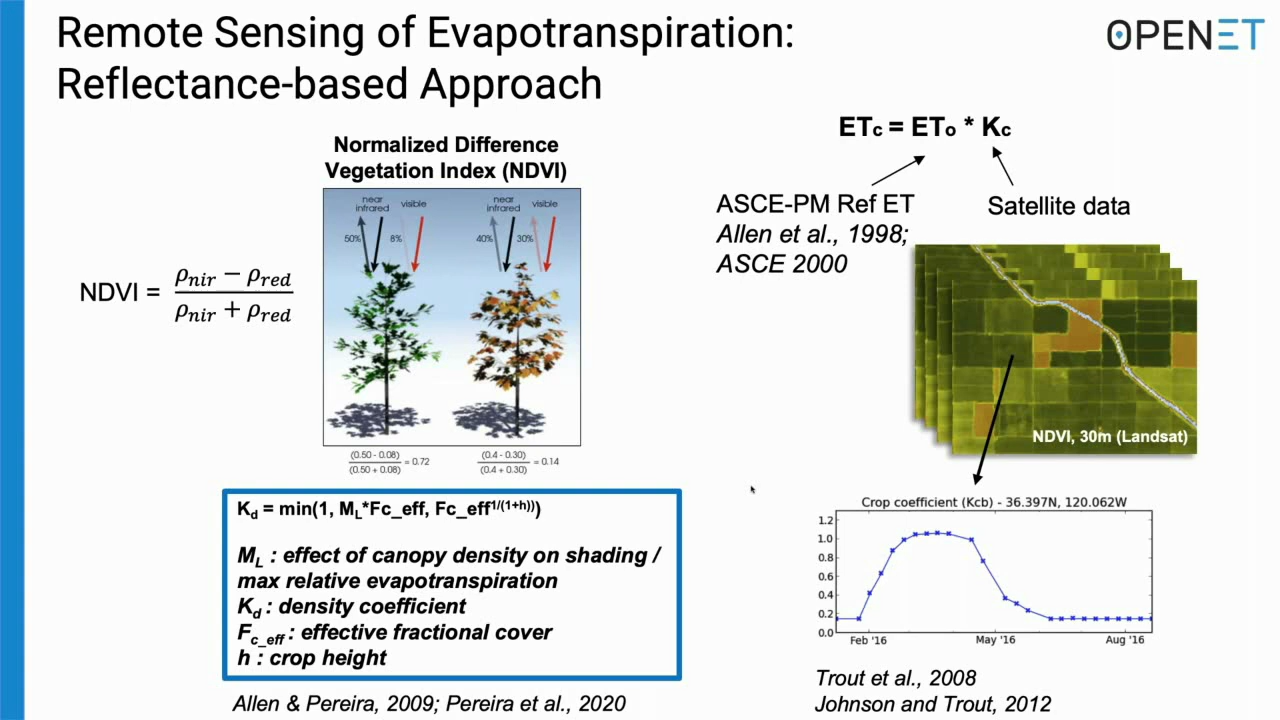 Remote Sensing of Evapotranspiration:
Reflectance-based Approach
OPENET
Normalized Difference
Vegetation Index (NDVI)
near infrared visible near infrared visible
50% 8% 40% 30%
NDVI = (ρnir − ρred) / (ρnir + ρred)
(0.50 - 0.08) / (0.50 + 0.08) = 0.72
(0.4 - 0.30) / (0.4 + 0.30) = 0.14
Kd = min(1, ML*Fc_eff, Fc_eff^1/(1+h))
ML : effect of canopy density on shading /
max relative evapotranspiration
Kd : density coefficient
Fc_eff : effective fractional cover
h : crop height
Allen & Pereira, 2009; Pereira et al., 2020
ETc = ETo * Kc
ASCE-PM Ref ET
Allen et al., 1998;
ASCE 2000
Satellite data
NDVI, 30m (Landsat)
Crop coefficient (Kcb) - 36.397N, 120.062W
1.2
1.0
0.8
0.6
0.4
0.2
0.0
Feb '16 May '16 Aug '16
Trout et al., 2008
Johnson and Trout, 2012